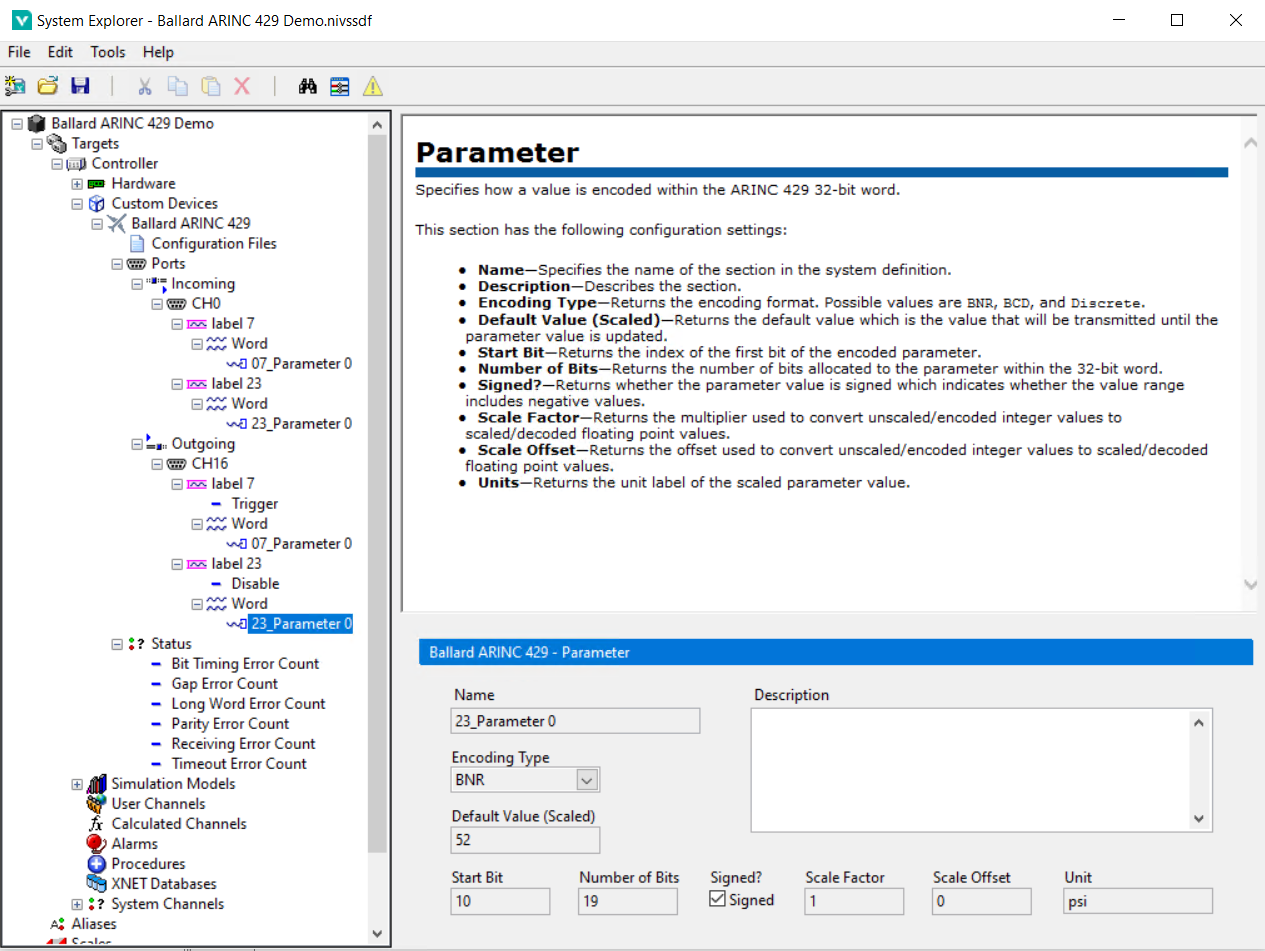 System Explorer - Ballard ARINC 429 Demo.nivssdf
File Edit Tools Help
Ballard ARINC 429 Demo
Targets
Controller
Hardware
Custom Devices
Ballard ARINC 429
Configuration Files
Ports
Incoming
CH0
label 7
Word
07_Parameter 0
label 23
Word
23_Parameter 0
Outgoing
CH16
label 7
Trigger
Word
07_Parameter 0
label 23
Disable
Word
23_Parameter 0
Status
Bit Timing Error Count
Gap Error Count
Long Word Error Count
Parity Error Count
Receiving Error Count
Timeout Error Count
Simulation Models
User Channels
Calculated Channels
Alarms
Procedures
XNET Databases
System Channels
Aliases
Scales
Parameter
Specifies how a value is encoded within the ARINC 429 32-bit word.
This section has the following configuration settings:
• Name—Specifies the name of the section in the system definition.
• Description—Describes the section.
• Encoding Type—Returns the encoding format. Possible values are BNR, BCD, and Discrete.
• Default Value (Scaled)—Returns the default value which is the value that will be transmitted until the
parameter value is updated.
• Start Bit—Returns the index of the first bit of the encoded parameter.
• Number of Bits—Returns the number of bits allocated to the parameter within the 32-bit word.
• Signed?—Returns whether the parameter value is signed which indicates whether the value range
includes negative values.
• Scale Factor—Returns the multiplier used to convert unscaled/encoded integer values to
scaled/decoded floating point values.
• Scale Offset—Returns the offset used to convert unscaled/encoded integer values to scaled/decoded
floating point values.
• Units—Returns the unit label of the scaled parameter value.
Ballard ARINC 429 - Parameter
Name
23_Parameter 0
Description
Encoding Type
BNR
Default Value (Scaled)
52
Start Bit Number of Bits Signed? Scale Factor Scale Offset Unit
10 19 Signed 1 0 psi